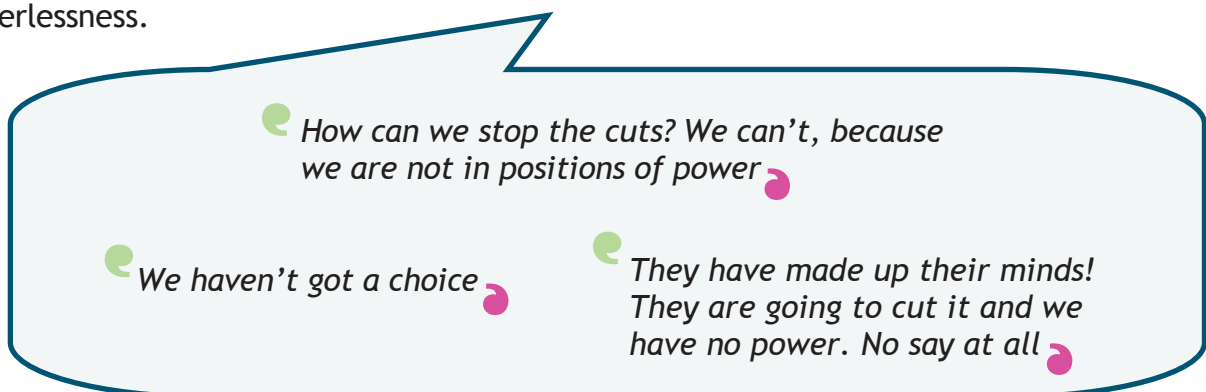 erlessness.
How can we stop the cuts? We can’t, because
we are not in positions of power
We haven’t got a choice
They have made up their minds!
They are going to cut it and we
have no power. No say at all